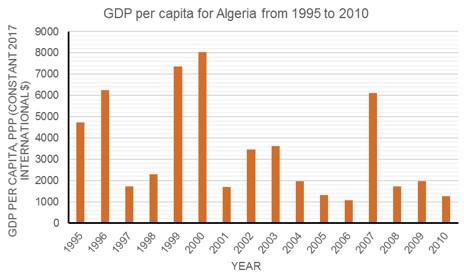 GDP per capita for Algeria from 1995 to 2010
GDP PER CAPITA, PPP (CONSTANT 2017
INTERNATIONAL$)
9000
8000
7000
6000
5000
4000
3000
2000
1000
0
1995 1996 1997 1998 1999 2000 2001 2002 2003 2004 2005 2006 2007 2008 2009 2010
YEAR